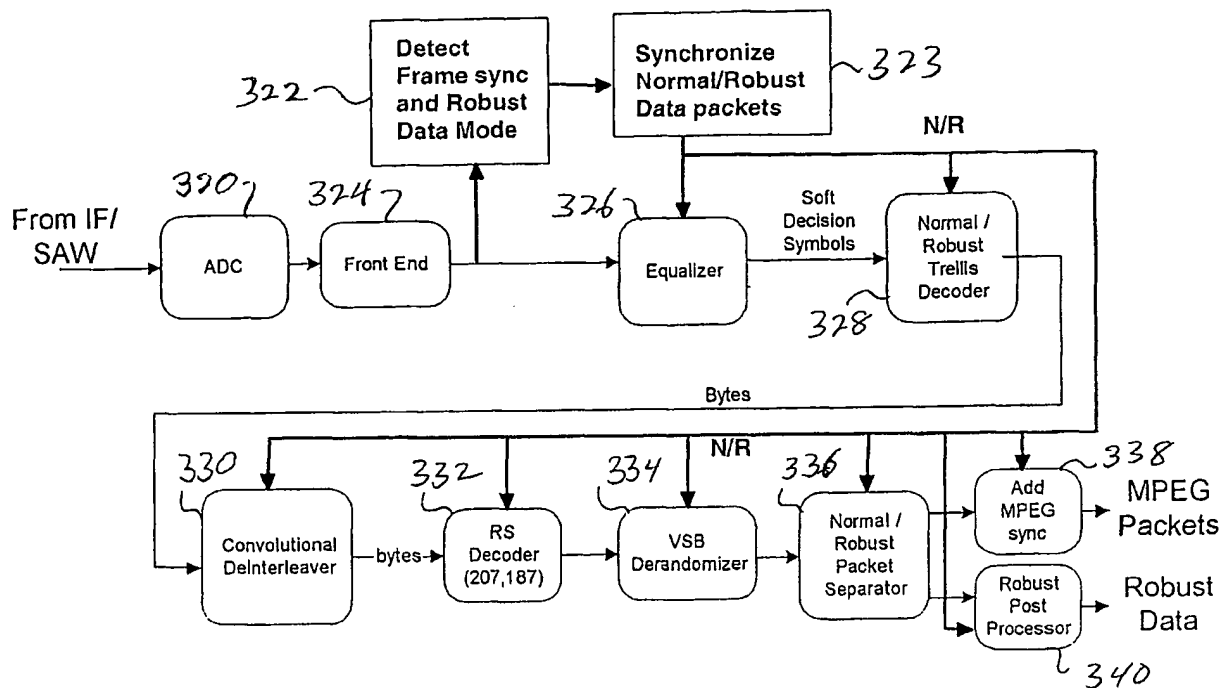 Detect
Frame sync
and Robust
Data Mode
322
Synchronize
Normal/Robust
Data packets
323
N/R
From IF/
SAW
320
ADC
324
Front End
326
Equalizer
Soft
Decision
Symbols
Normal /
Robust
Trellis
Decoder
328
Bytes
N/R
330
Convolutional
DeInterleaver
bytes
332
RS
Decoder
(207,187)
334
VSB
Derandomizer
336
Normal /
Robust
Packet
Separator
338
Add
MPEG
sync
MPEG
Packets
Robust
Post
Processor
340
Robust
Data